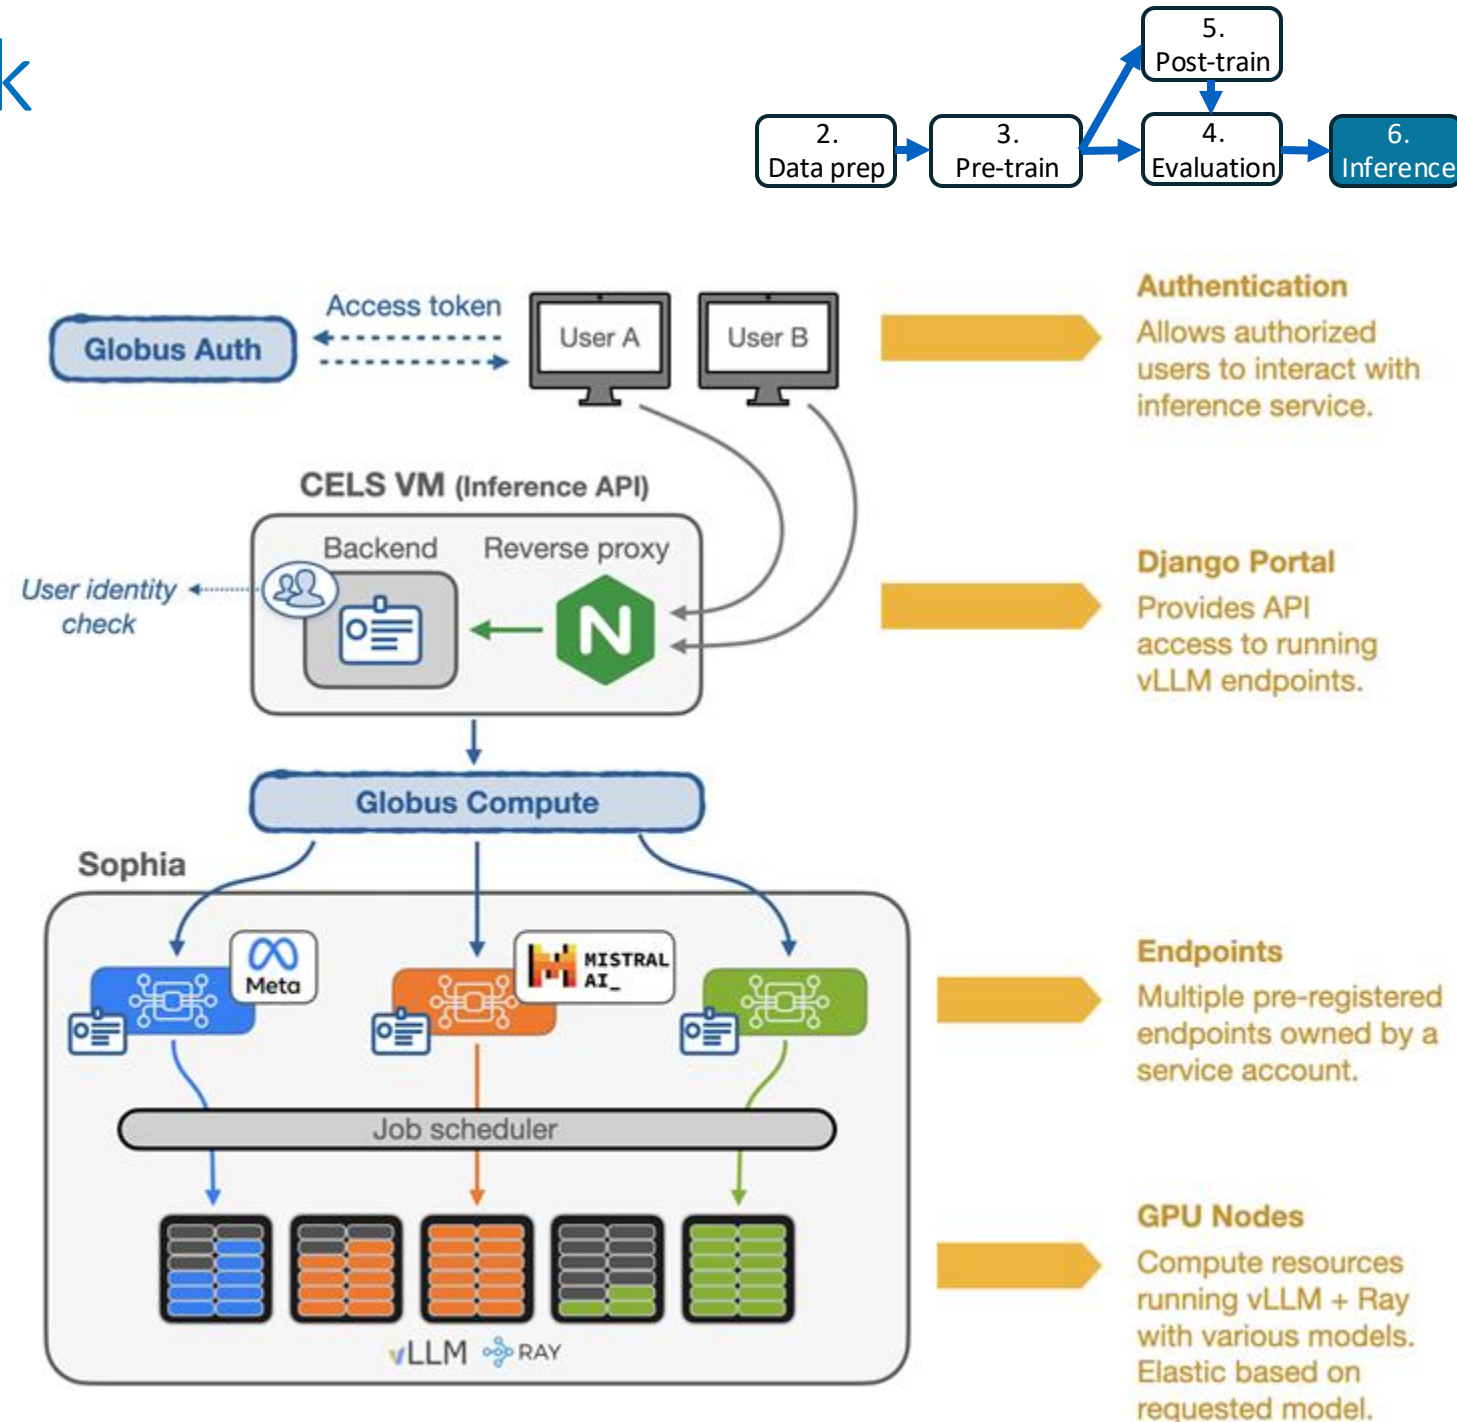 k
5.
Post-train
2.
Data prep
3.
Pre-train
4.
Evaluation
6.
Inference
Access token
Globus Auth
User A
User B
Authentication
Allows authorized
users to interact with
inference service.
CELS VM (Inference API)
Backend
Reverse proxy
User identity
check
N
Django Portal
Provides API
access to running
vLLM endpoints.
Globus Compute
Sophia
Meta
MISTRAL
AI_
Endpoints
Multiple pre-registered
endpoints owned by a
service account.
Job scheduler
GPU Nodes
Compute resources
running vLLM + Ray
with various models.
Elastic based on
requested model.
vLLM
RAY